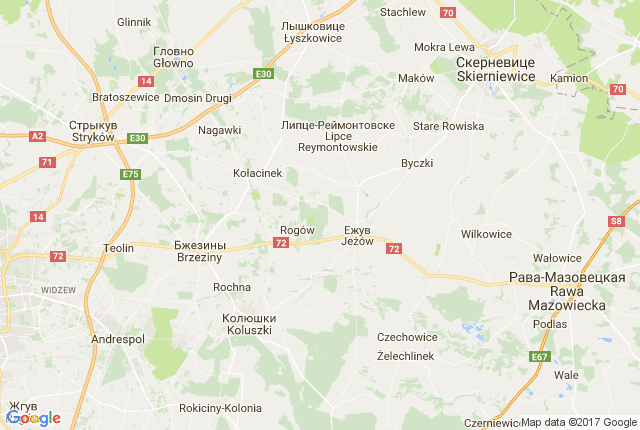 Glinnik
Лышковице
Łyszkowice
Stachlew
70
Mokra Lewa
Гловно
Głowno
Скерневице
Skierniewice
E30
14
Maków
Kamion
70
Bratoszewice
Dmosin Drugi
Стрыкув
Stryków
A2
E30
Nagawki
Липце-Реймонтовске
Lipce
Reymontowskie
Stare Rowiska
71
Byczki
E75
Kołacinek
14
Rogów
Ежув
Jeżów
Wilkowice
S8
72
Teolin
Бжезины
Brzeziny
72
72
Wałowice
WIDZEW
Rochna
Рава-Мазовецкая
Rawa
Mazowiecka
Колюшки
Koluszki
Podlas
Andrespol
Czechowice
Żelechlinek
E67
Wale
Жгув
Google
Rokiciny-Kolonia
Czerniewice
Map data ©2017 Google